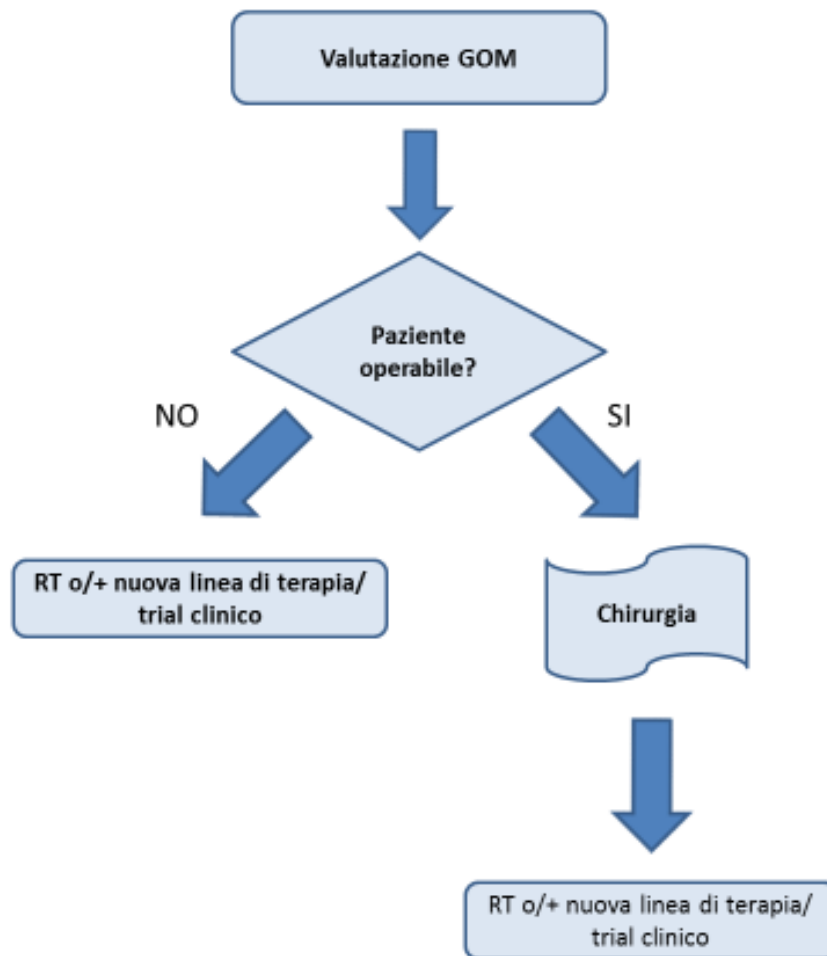 Valutazione GOM
Paziente
operabile?
NO
SI
RT o/+ nuova linea di terapia/
trial clinico
Chirurgia
RT o/+ nuova linea di terapia/
trial clinico